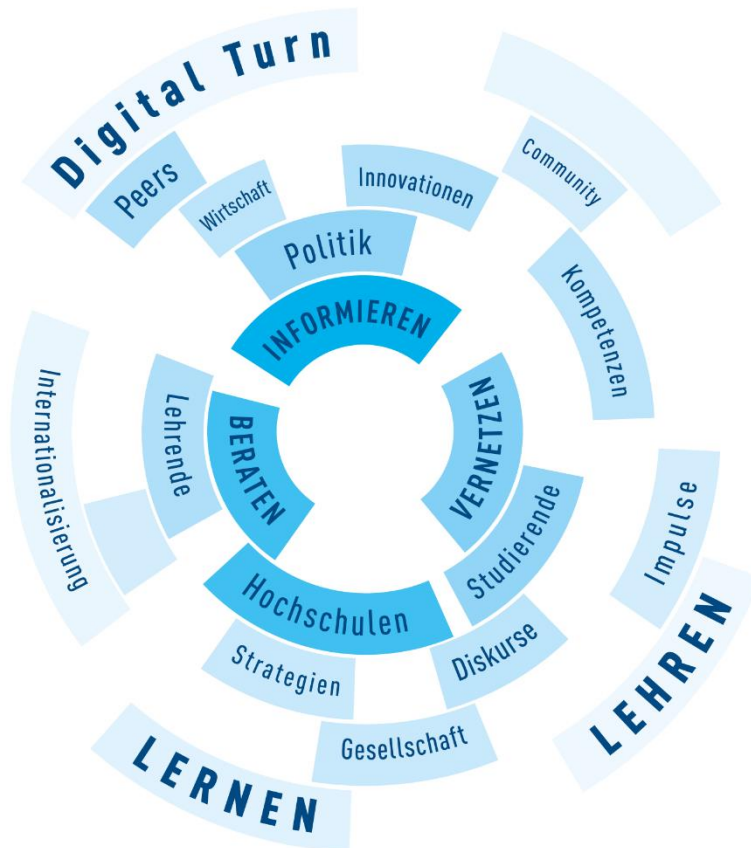 Digital Turn
Peers
Wirtschaft
Innovationen
Community
Politik
INFORMIEREN
Kompetenzen
Internationalisierung
Lehrende
BERATEN
VERNETZEN
Studierende
Impulse
Hochschulen
Strategien
Diskurse
LEHREN
Gesellschaft
LERNEN